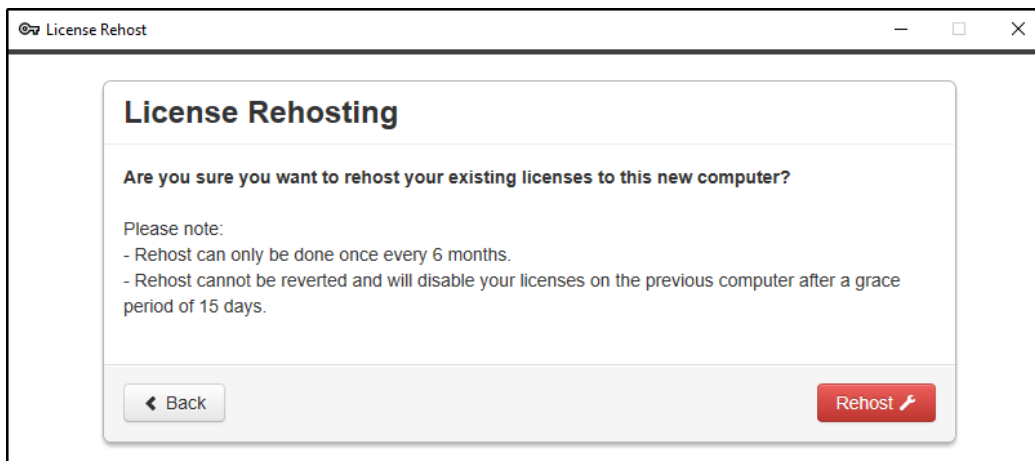 License Rehost
License Rehosting
Are you sure you want to rehost your existing licenses to this new computer?
Please note:
- Rehost can only be done once every 6 months.
- Rehost cannot be reverted and will disable your licenses on the previous computer after a grace
period of 15 days.
Back
Rehost